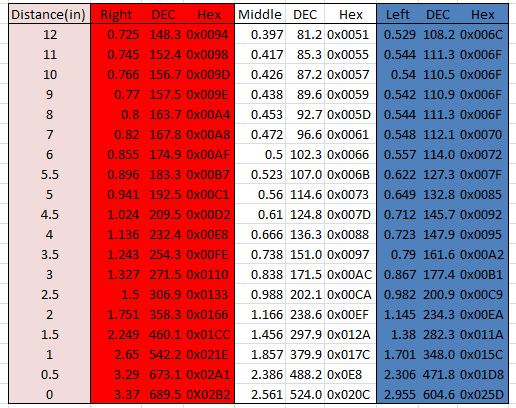 Distance(in) Right DEC Hex Middle DEC Hex Left DEC Hex
12 0.725 148.3 0x0094 0.397 81.2 0x0051 0.529 108.2 0x006C
11 0.745 152.4 0x0098 0.417 85.3 0x0055 0.544 111.3 0x006F
10 0.766 156.7 0x009D 0.426 87.2 0x0057 0.54 110.5 0x006F
9 0.77 157.5 0x009E 0.438 89.6 0x0059 0.542 110.9 0x006F
8 0.8 163.7 0x00A4 0.453 92.7 0x005D 0.544 111.3 0x006F
7 0.82 167.8 0x00A8 0.472 96.6 0x0061 0.548 112.1 0x0070
6 0.855 174.9 0x00AF 0.5 102.3 0x0066 0.557 114.0 0x0072
5.5 0.896 183.3 0x00B7 0.523 107.0 0x006B 0.622 127.3 0x007F
5 0.941 192.5 0x00C1 0.56 114.6 0x0073 0.649 132.8 0x0085
4.5 1.024 209.5 0x00D2 0.61 124.8 0x007D 0.712 145.7 0x0092
4 1.136 232.4 0x00E8 0.666 136.3 0x0088 0.723 147.9 0x0095
3.5 1.243 254.3 0x00FE 0.738 151.0 0x0097 0.79 161.6 0x00A2
3 1.327 271.5 0x0110 0.838 171.5 0x00AC 0.867 177.4 0x00B1
2.5 1.5 306.9 0x0133 0.988 202.1 0x00CA 0.982 200.9 0x00C9
2 1.751 358.3 0x0166 1.166 238.6 0x00EF 1.145 234.3 0x00EA
1.5 2.249 460.1 0x01CC 1.456 297.9 0x012A 1.38 282.3 0x011A
1 2.65 542.2 0x021E 1.857 379.9 0x017C 1.701 348.0 0x015C
0.5 3.29 673.1 0x02A1 2.386 488.2 0x0E8 2.306 471.8 0x01D8
0 3.37 689.5 0X02B2 2.561 524.0 0x020C 2.955 604.6 0x025D